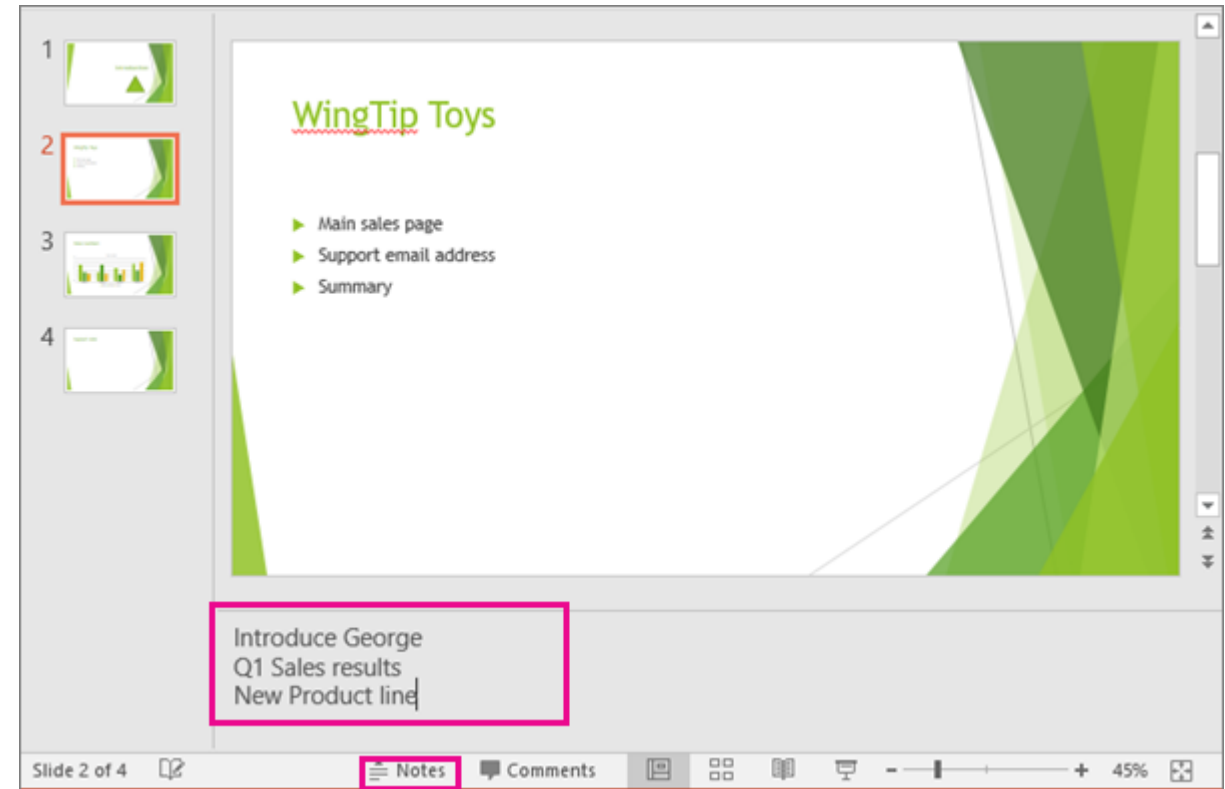 1
2
3
4
WingTip Toys
Main sales page
Support email address
Summary
Introduce George
Q1 Sales results
New Product line
Slide 2 of 4
Notes
Comments
45%